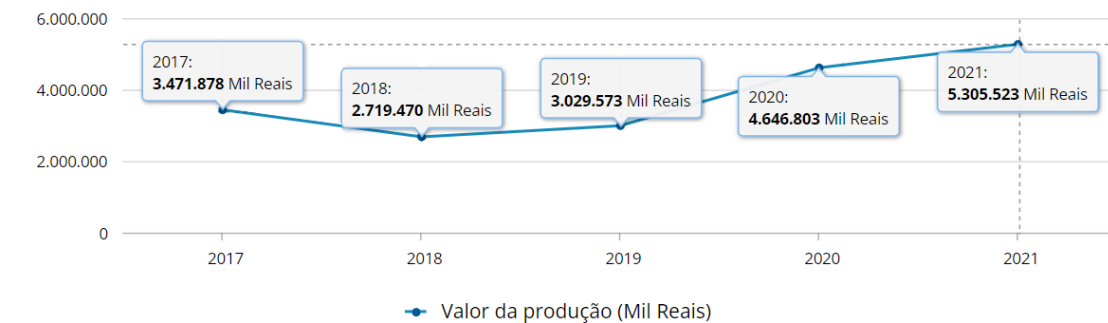 6.000.000
4.000.000
2.000.000
0
2017:
3.471.878 Mil Reais
2018:
2.719.470 Mil Reais
2019:
3.029.573 Mil Reais
2020:
4.646.803 Mil Reais
2021:
5.305.523 Mil Reais
2017 2018 2019 2020 2021
Valor da produção (Mil Reais)